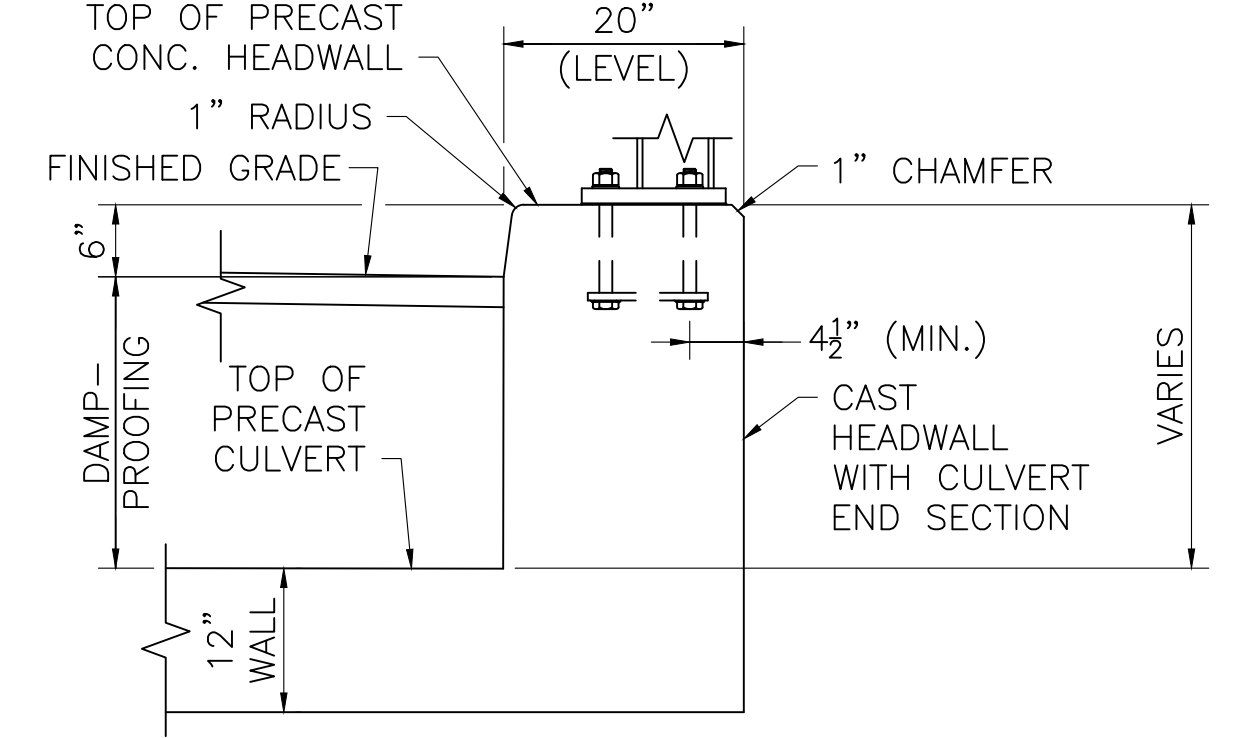 TOP OF PRECAST
CONC. HEADWALL
20”
(LEVEL)
1” RADIUS
FINISHED GRADE
1” CHAMFER
6”
DAMP–
PROOFING
TOP OF
PRECAST
CULVERT
4½” (MIN.)
CAST
HEADWALL
WITH CULVERT
END SECTION
VARIES
12”
WALL